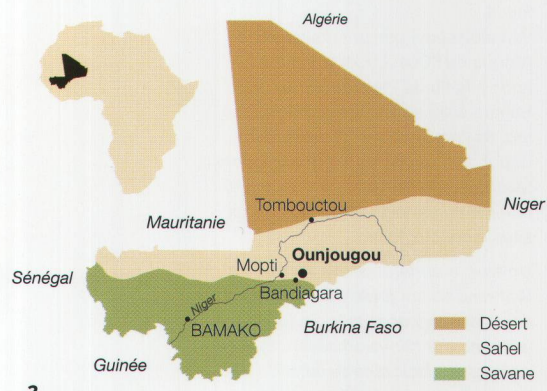 Algérie
Tombouctou
Niger
Mauritanie
Ounjougou
Mopti
Sénégal
Bandiagara
Niger
BAMAKO
Burkina Faso
Désert
Sahel
Guinée
Savane